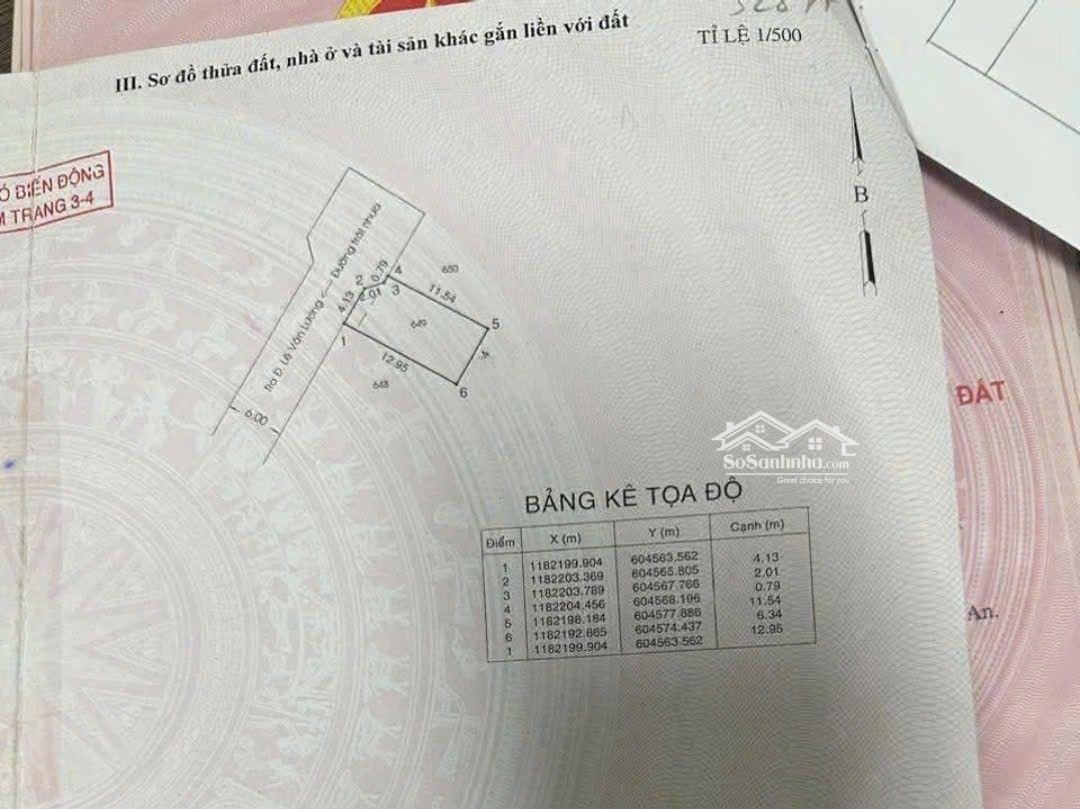 III. Sơ đồ thửa đất, nhà ở và tài sản khác gắn liền với đất
TỈ LỆ 1/500
Ó BIẾN ĐỘNG
M TRANG 3-4
B
Ra Đ. Lê Văn Lương <--- Đường trải nhựa
6.00
4.13
2
2.01
0.79
4
3
650
11.54
5
649
1
12.95
648
6
ĐẤT
SoSanhnha.com
Great choice for you
BẢNG KÊ TỌA ĐỘ
Điểm X (m) Y (m) Cạnh (m)
1 1182199.904 604563.562 4.13
2 1182203.369 604565.805 2.01
3 1182203.789 604567.766 0.79
4 1182204.456 604568.196 11.54
5 1182198.184 604577.886 6.34
6 1182192.865 604574.437 12.95
1 1182199.904 604563.562
An.